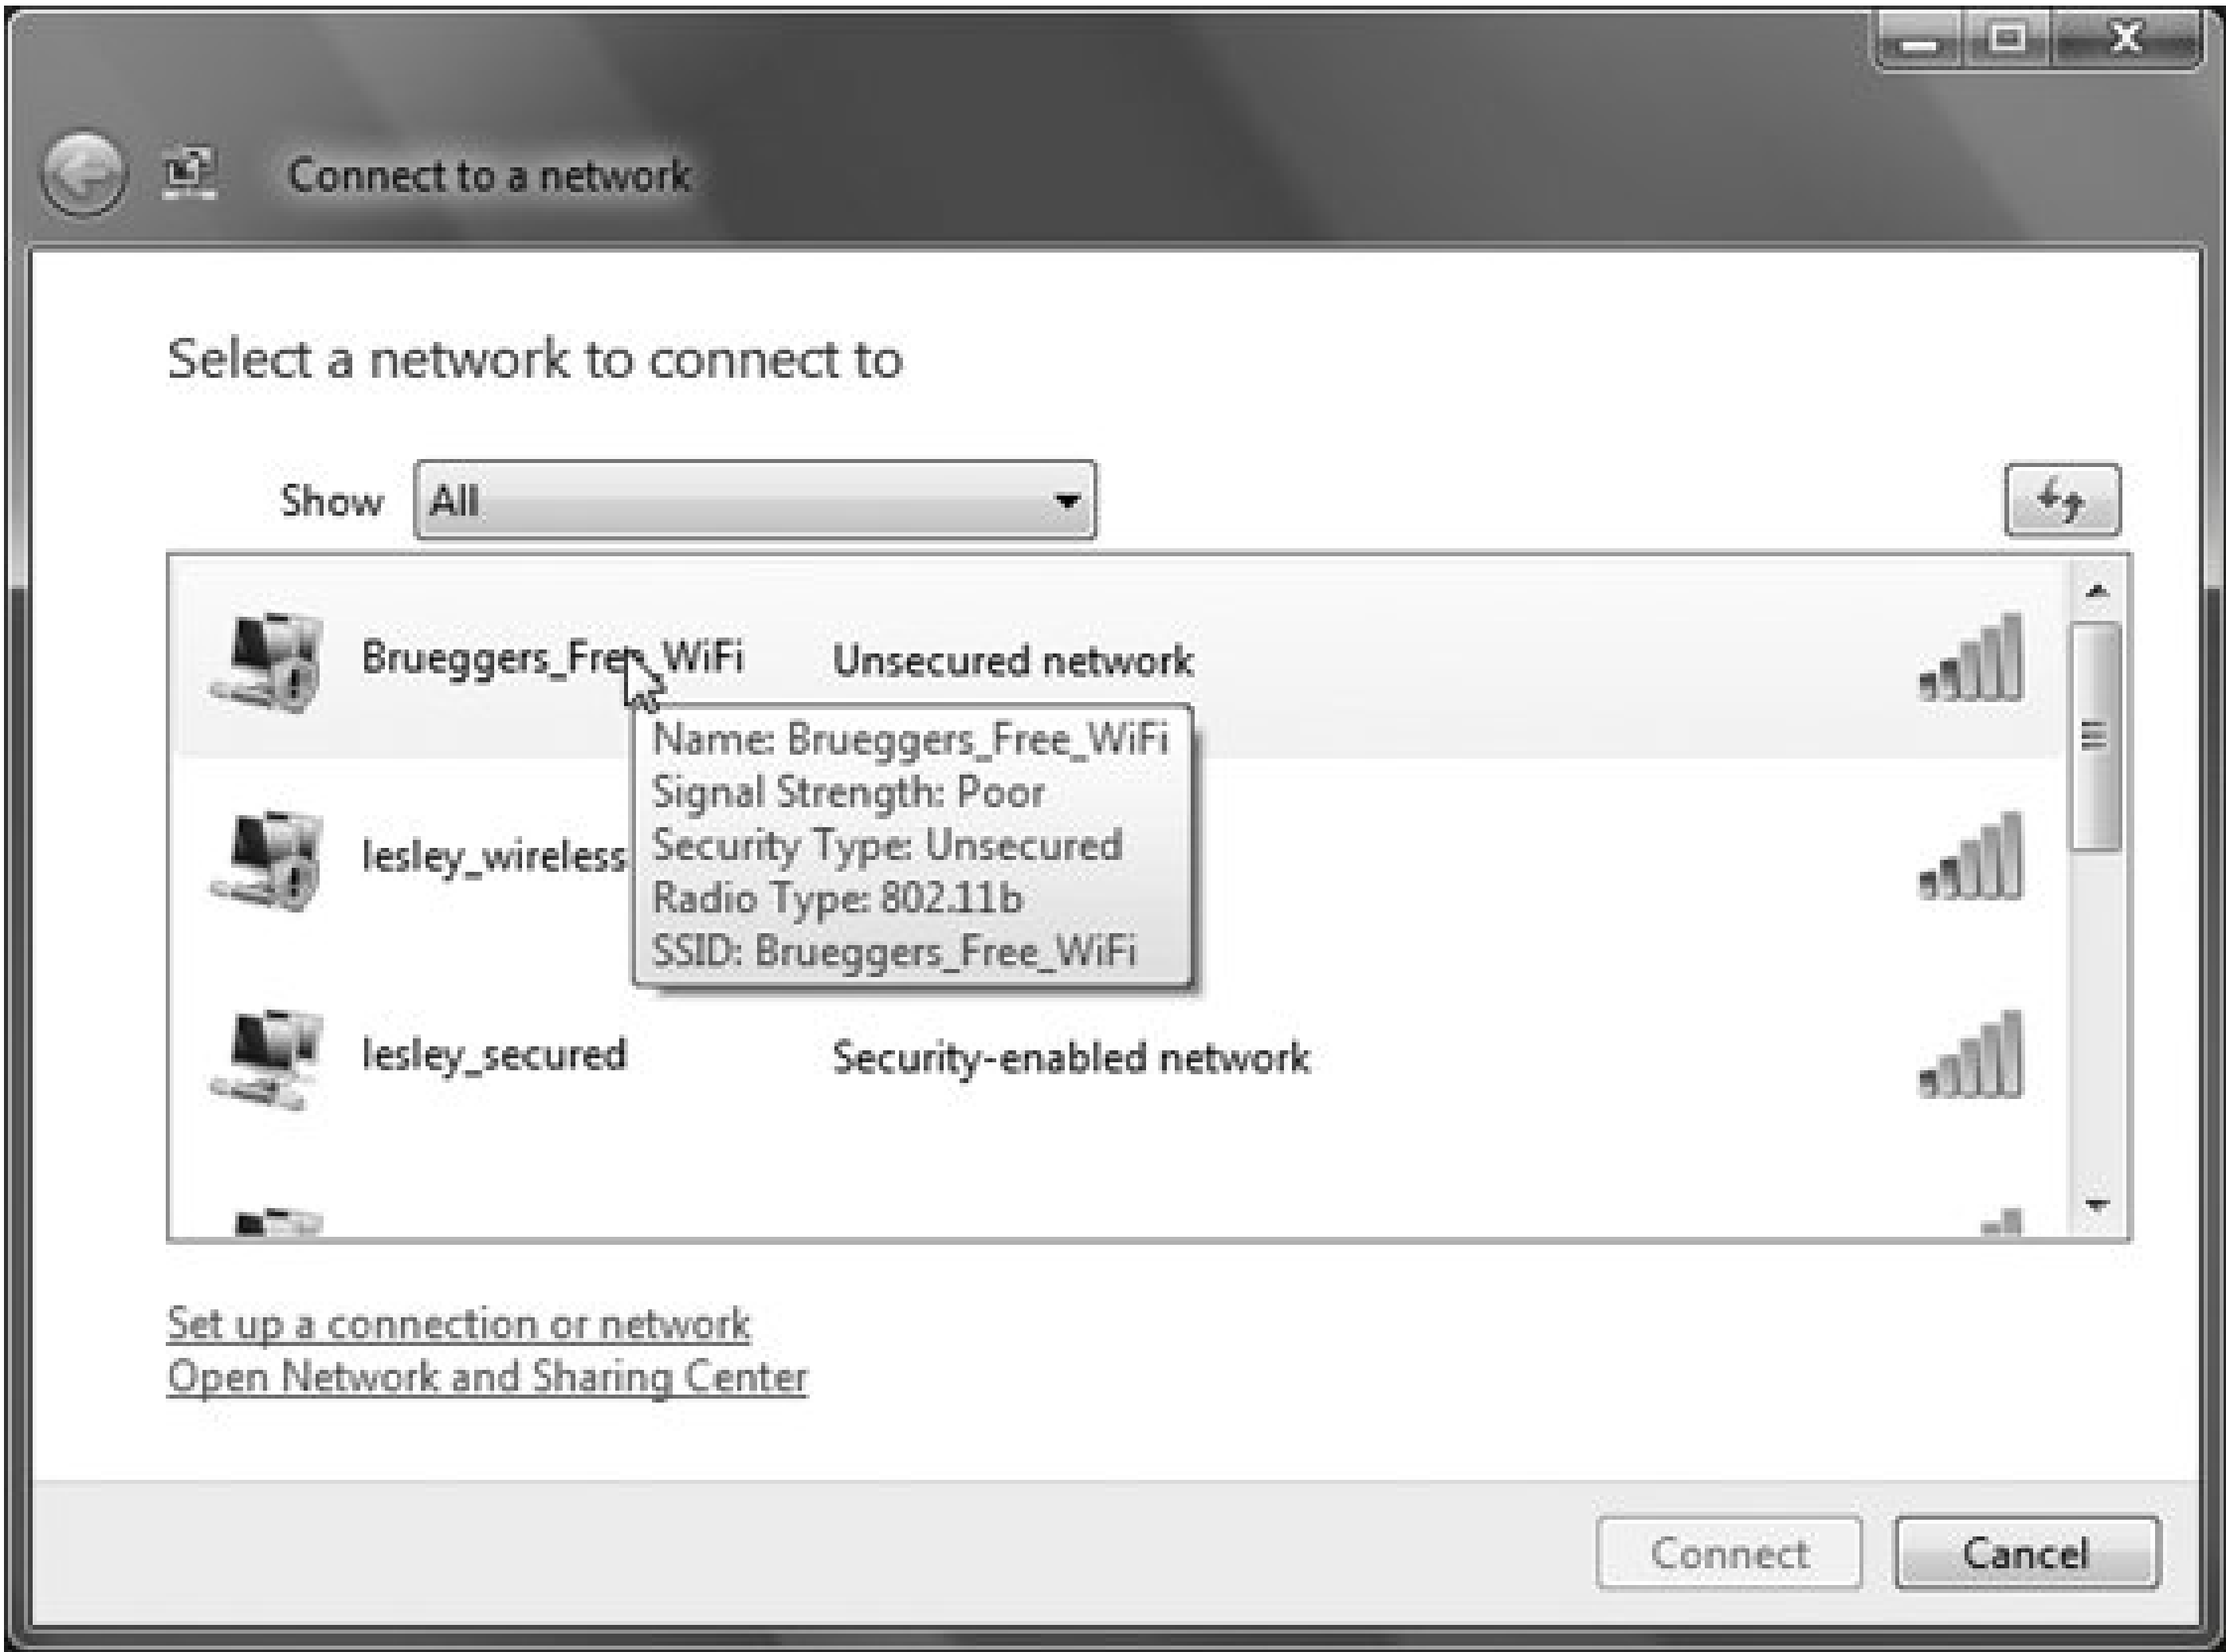 Connect to a network
Select a network to connect to
Show All
Brueggers_Free_WiFi Unsecured network
Name: Brueggers_Free_WiFi
Signal Strength: Poor
Security Type: Unsecured
Radio Type: 802.11b
SSID: Brueggers_Free_WiFi
lesley_wireless
lesley_secured Security-enabled network
Set up a connection or network
Open Network and Sharing Center
Connect Cancel